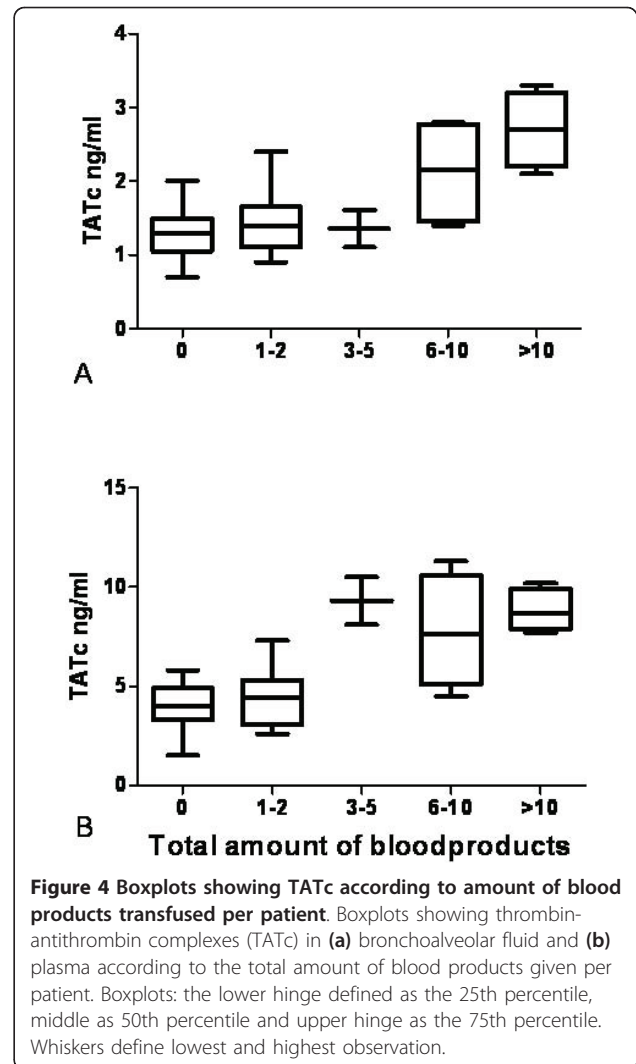 4
3
2
1
0
TATc ng/ml
0 1-2 3-5 6-10 >10
A
15
10
5
0
TATc ng/ml
0 1-2 3-5 6-10 >10
B
Total amount of bloodproducts
Figure 4 Boxplots showing TATc according to amount of blood
products transfused per patient. Boxplots showing thrombin-
antithrombin complexes (TATc) in (a) bronchoalveolar fluid and (b)
plasma according to the total amount of blood products given per
patient. Boxplots: the lower hinge defined as the 25th percentile,
middle as 50th percentile and upper hinge as the 75th percentile.
Whiskers define lowest and highest observation.